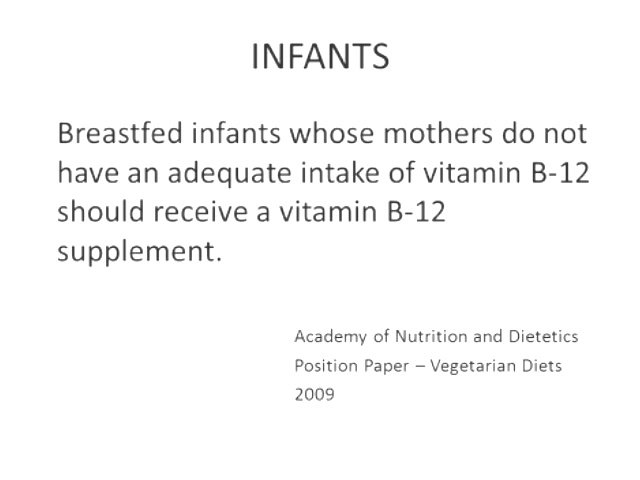 INFANTS
Breastfed infants whose mothers do not
have an adequate intake of vitamin B-12
should receive a vitamin B-12
supplement.
Academy of Nutrition and Dietetics
Position Paper – Vegetarian Diets
2009